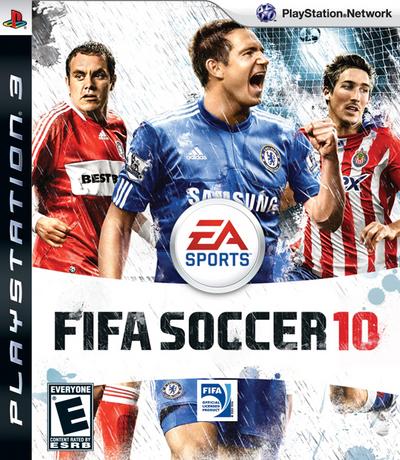 PlayStation®Network
PLAYSTATION 3
BEST B
SAMSUNG
adidas
EX
EA
SPORTS
FIFA SOCCER 10
EVERYONE
E
CONTENT RATED BY
ESRB
FIFA
OFFICIAL
LICENSED
PRODUCT